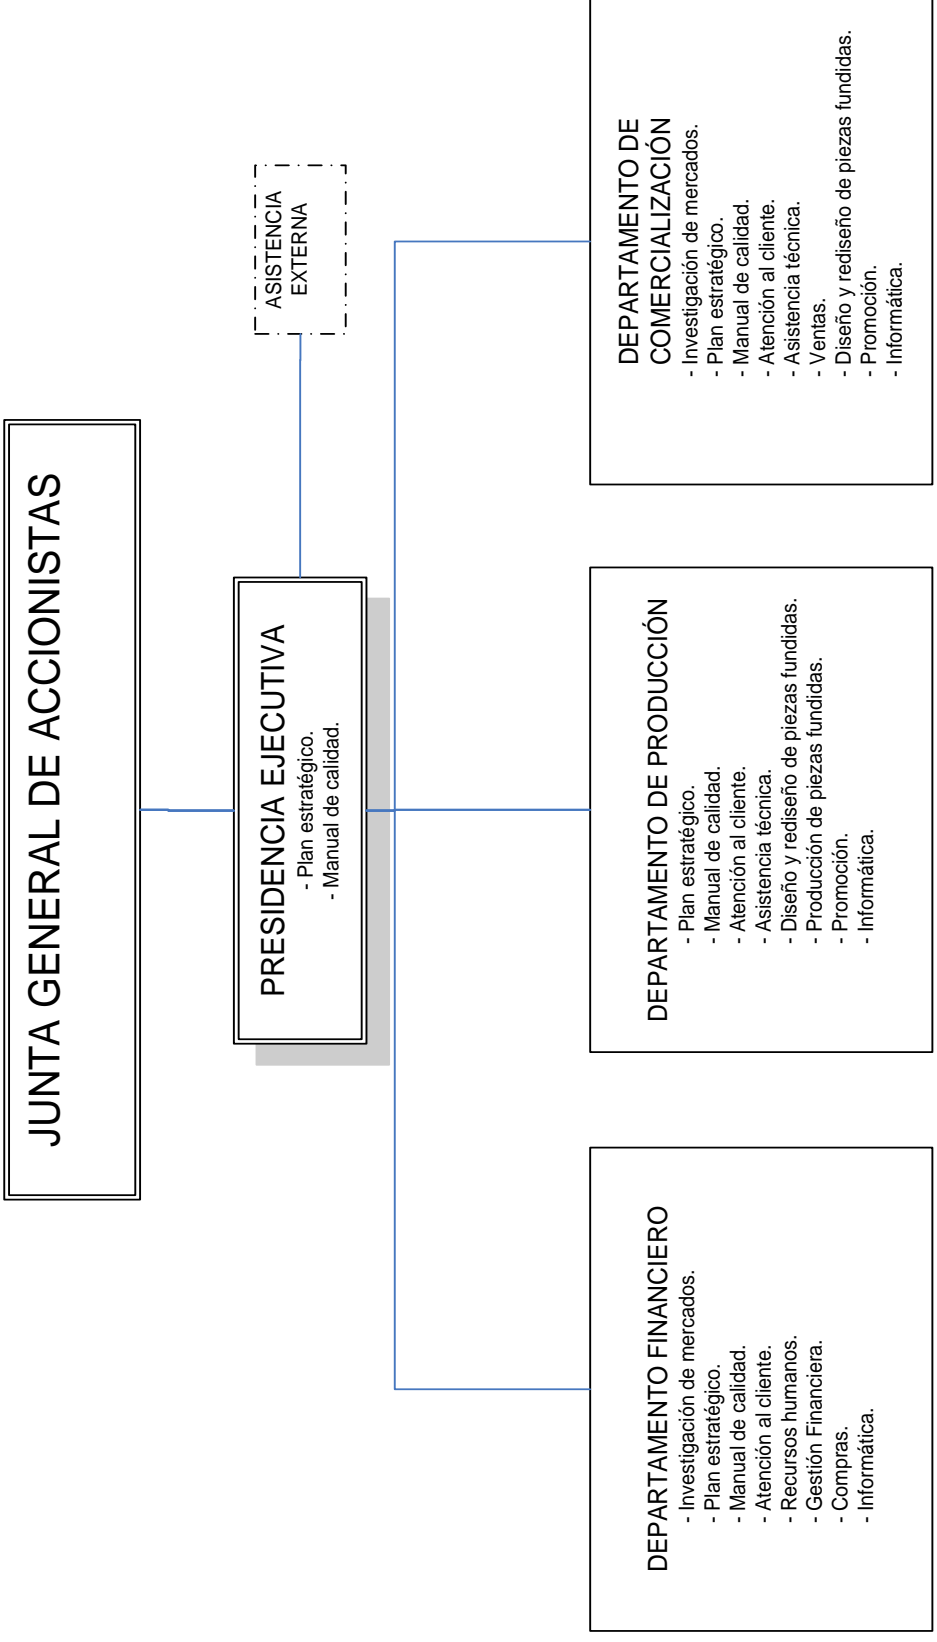 JUNTA GENERAL DE ACCIONISTAS
PRESIDENCIA EJECUTIVA
- Plan estratégico.
- Manual de calidad.
ASISTENCIA
EXTERNA
DEPARTAMENTO FINANCIERO
- Investigación de mercados.
- Plan estratégico.
- Manual de calidad.
- Atención al cliente.
- Recursos humanos.
- Gestión Financiera.
- Compras.
- Informática.
DEPARTAMENTO DE PRODUCCIÓN
- Plan estratégico.
- Manual de calidad.
- Atención al cliente.
- Asistencia técnica.
- Diseño y rediseño de piezas fundidas.
- Producción de piezas fundidas.
- Promoción.
- Informática.
DEPARTAMENTO DE
COMERCIALIZACIÓN
- Investigación de mercados.
- Plan estratégico.
- Manual de calidad.
- Atención al cliente.
- Asistencia técnica.
- Ventas.
- Diseño y rediseño de piezas fundidas.
- Promoción.
- Informática.